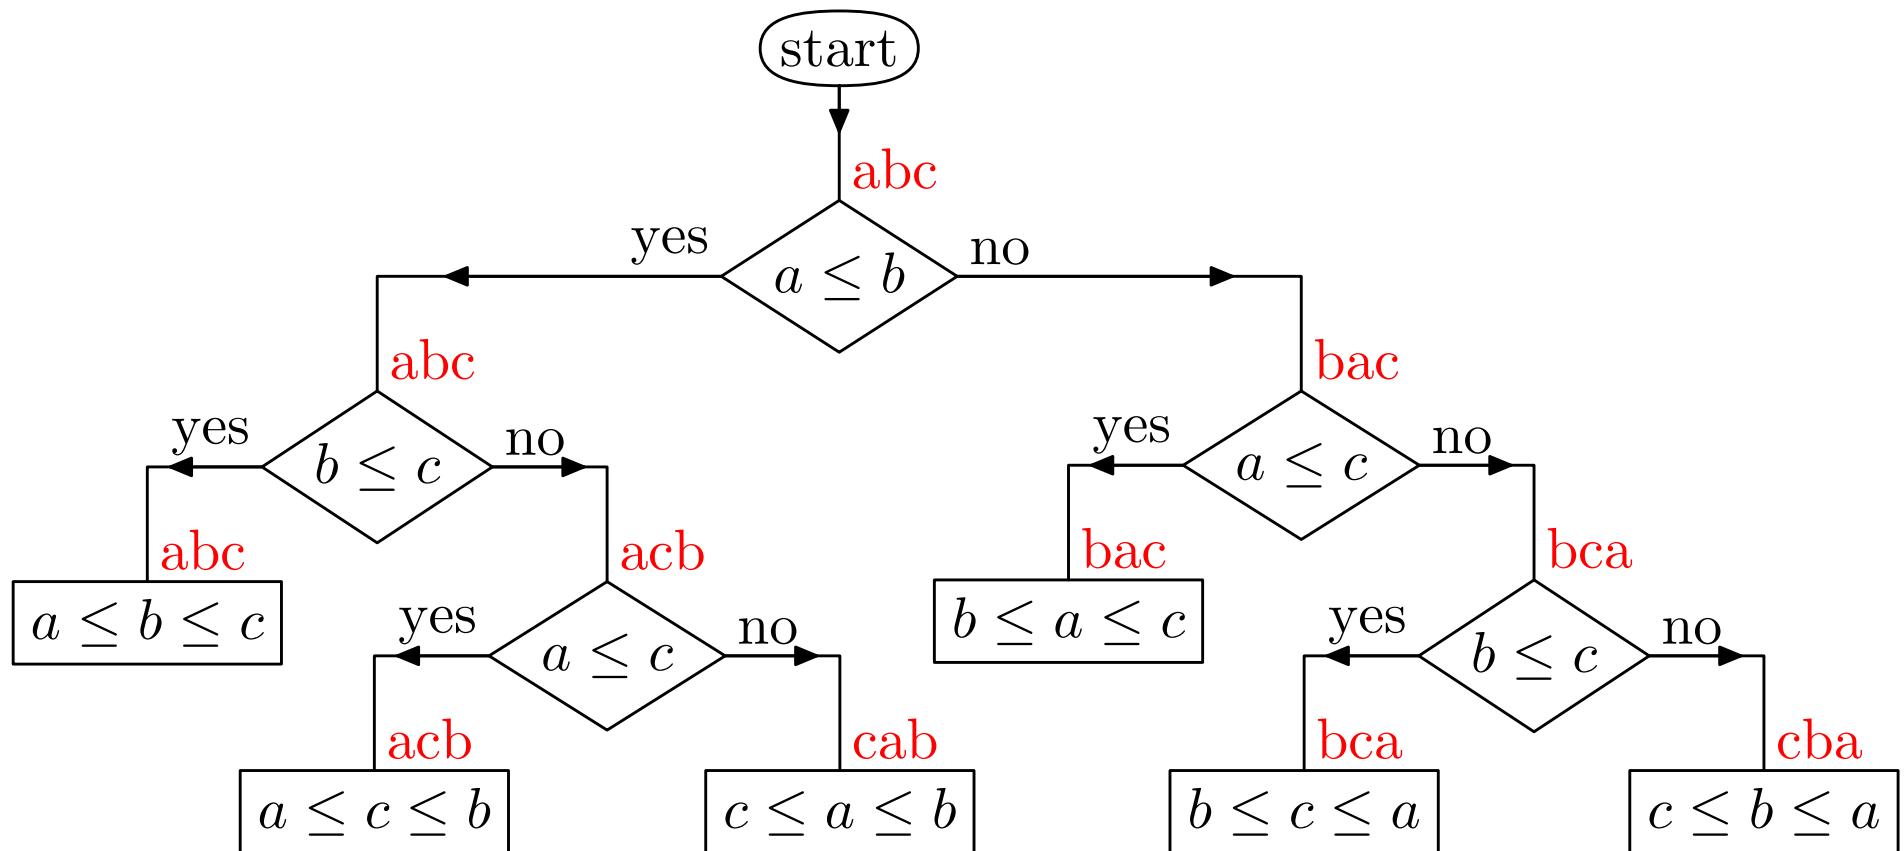 start
abc
yes
a ≤ b
no
abc
bac
yes
b ≤ c
no
yes
a ≤ c
no
abc
acb
bac
bca
a ≤ b ≤ c
yes
a ≤ c
no
b ≤ a ≤ c
yes
b ≤ c
no
acb
cab
bca
cba
a ≤ c ≤ b
c ≤ a ≤ b
b ≤ c ≤ a
c ≤ b ≤ a